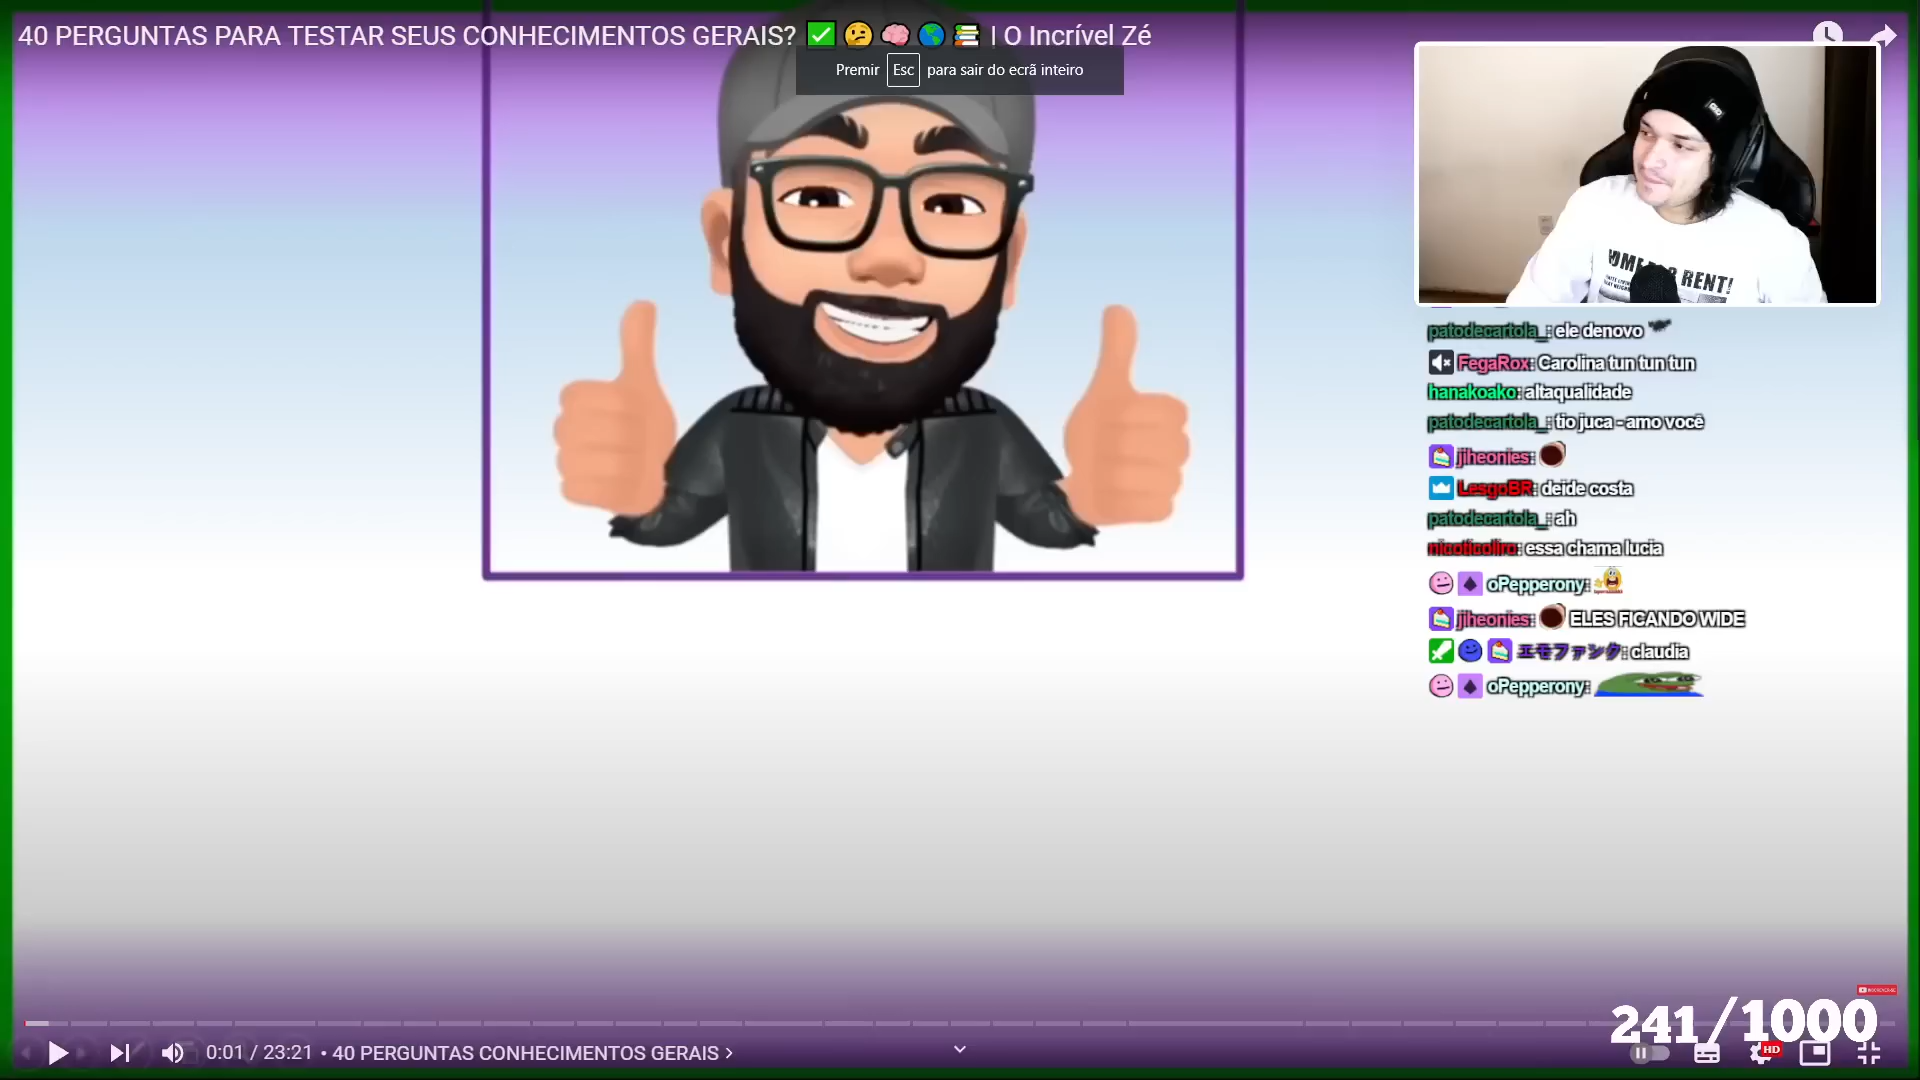 40 PERGUNTAS PARA TESTAR SEUS CONHECIMENTOS GERAIS? ✅ 🤔 🧠 🌎 📚 | O Incrível Zé
Premir Esc para sair do ecrã inteiro
RENT!
patodecartola_: ele denovo
FegaRox: Carolina tun tun tun
hanakoako: altaqualidade
patodecartola_: tio juca - amo você
jjheonies:
LesgoBR: deide costa
patodecartola_: ah
nicoticoliro: essa chama lucia
oPepperony:
jjheonies: ELES FICANDO WIDE
エモファンク: claudia
oPepperony:
241/1000
0:01 / 23:21 • 40 PERGUNTAS CONHECIMENTOS GERAIS >
HD